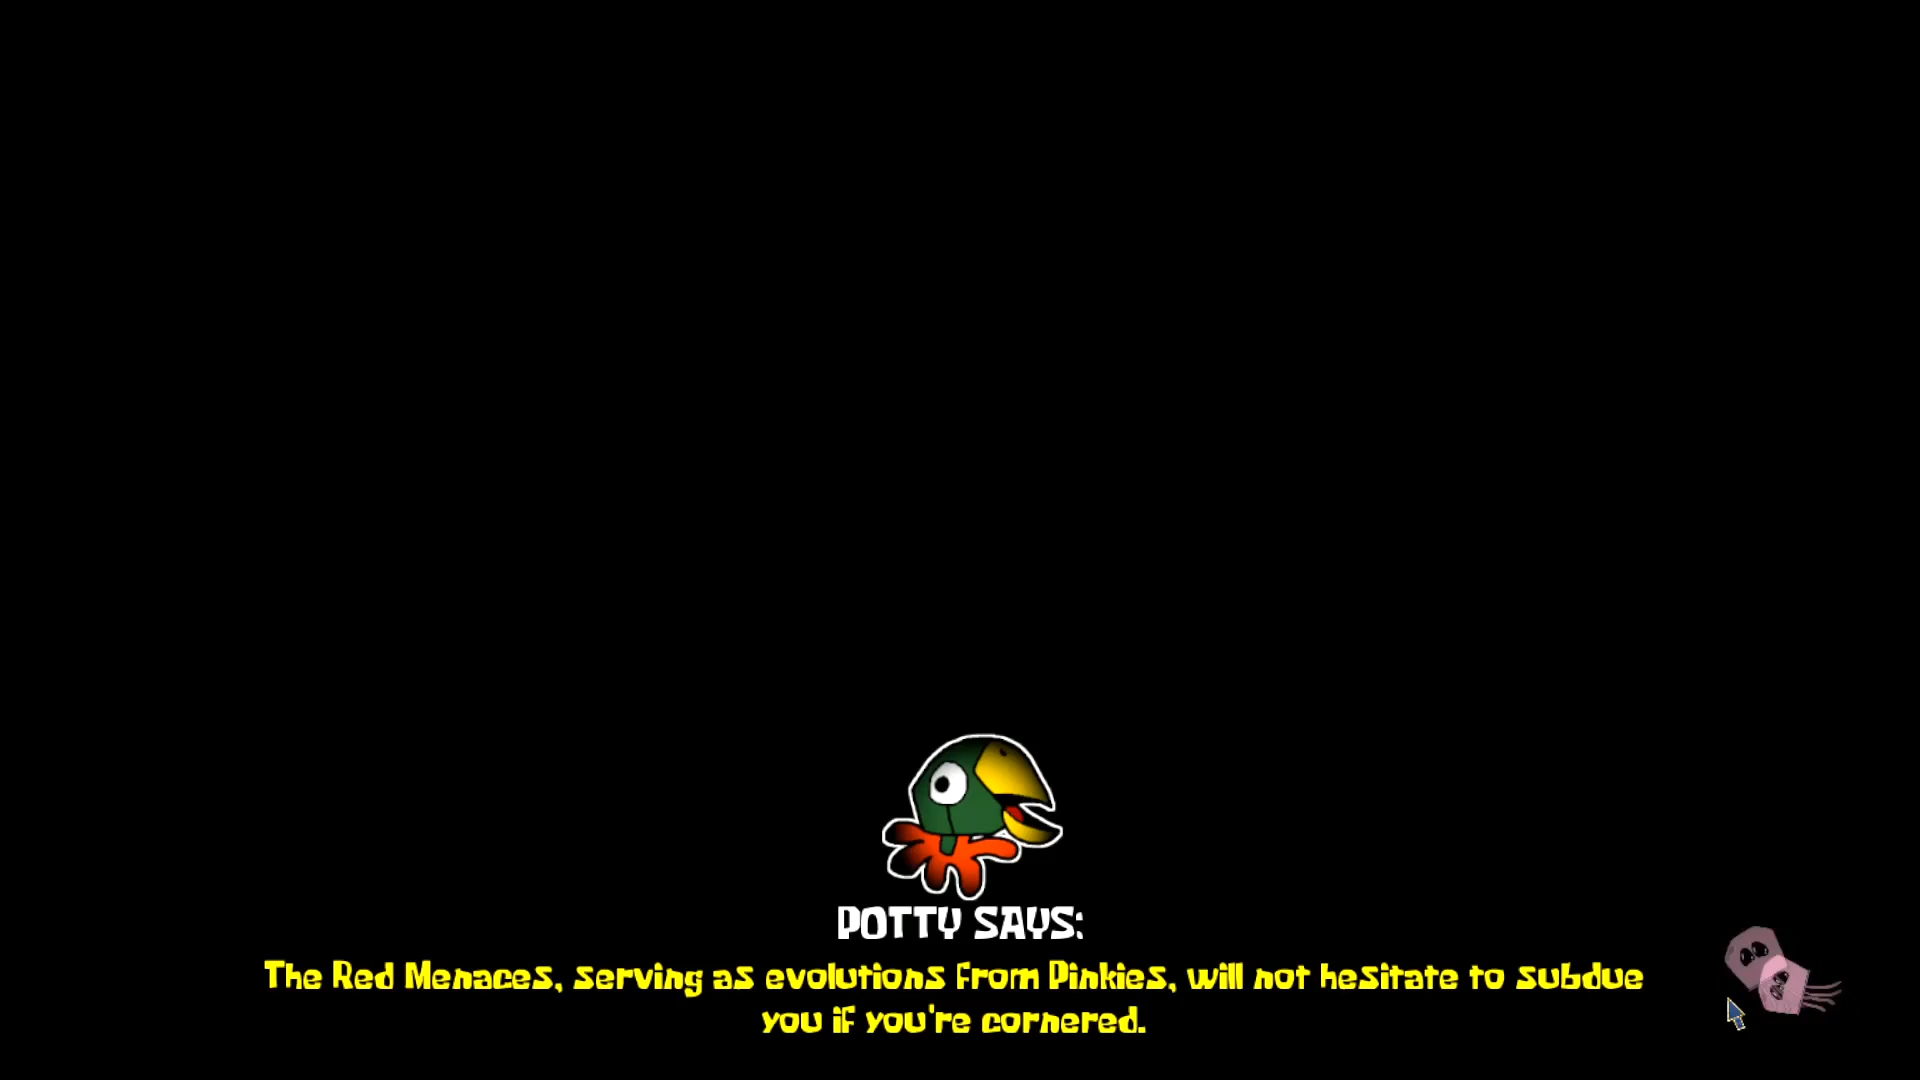 POTTY SAYS:
The Red Menaces, serving as evolutions from Pinkies, will not hesitate to subdue
you if you're cornered.